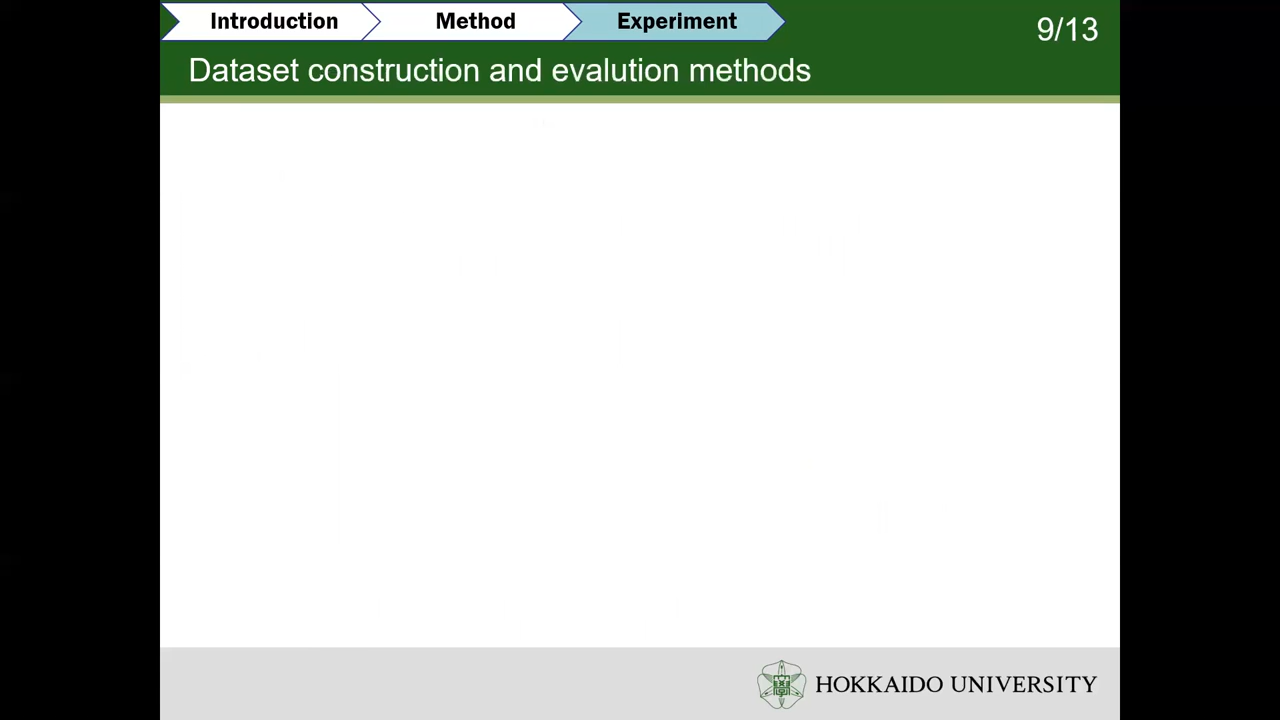 Introduction
Method
Experiment
9/13
Dataset construction and evalution methods
HOKKAIDO UNIVERSITY